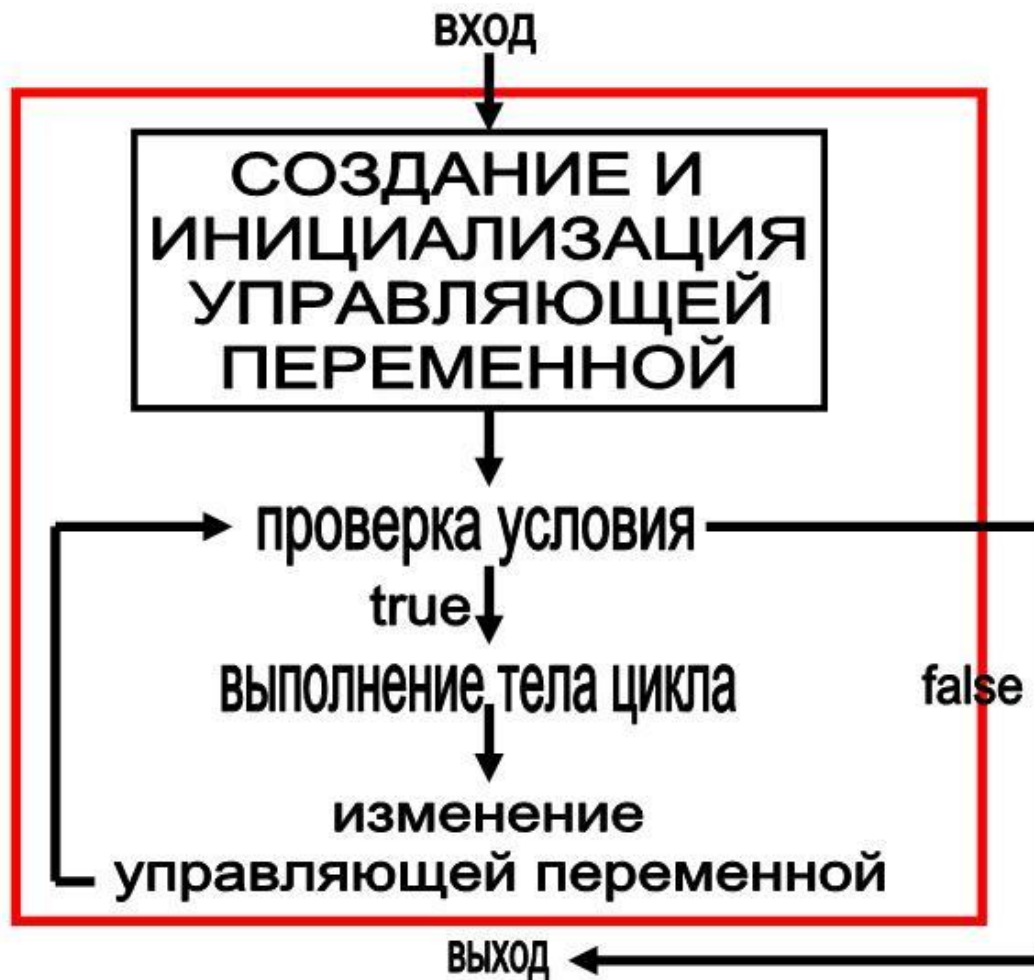 вход
СОЗДАНИЕ И
ИНИЦИАЛИЗАЦИЯ
УПРАВЛЯЮЩЕЙ
ПЕРЕМЕННОЙ
проверка условия
true
выполнение тела цикла
false
изменение
управляющей переменной
выход